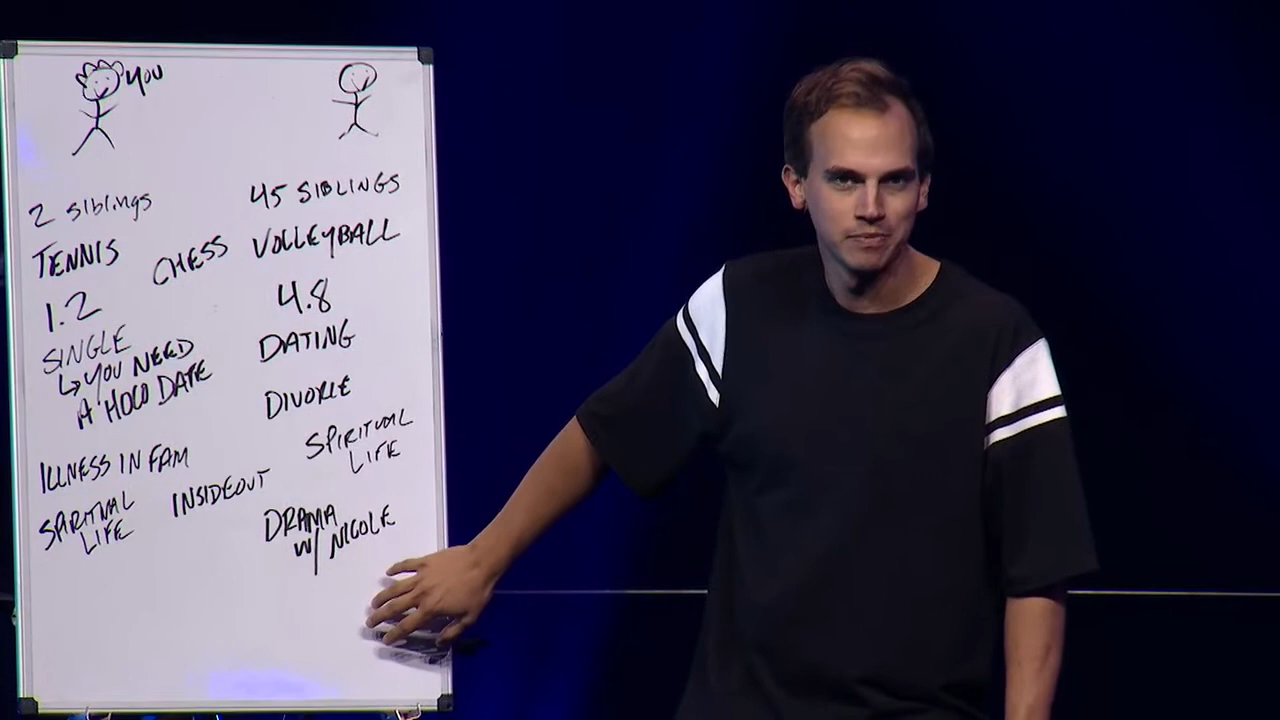 YOU
2 siblings
45 SIBLINGS
TENNIS
CHESS
VOLLEYBALL
1.2
4.8
SINGLE
↳ YOU NEED
A HOCO DATE
DATING
DIVORCE
ILLNESS IN FAM
SPIRITUAL
LIFE
SPIRITUAL
LIFE
INSIDEOUT
DRAMA
W/ NICOLE